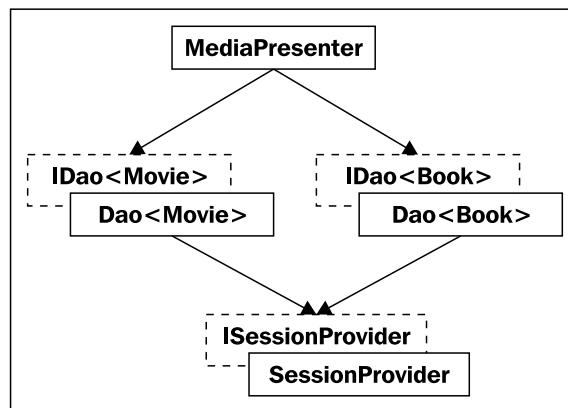 MediaPresenter
IDao<Movie>
Dao<Movie>
IDao<Book>
Dao<Book>
ISessionProvider
SessionProvider